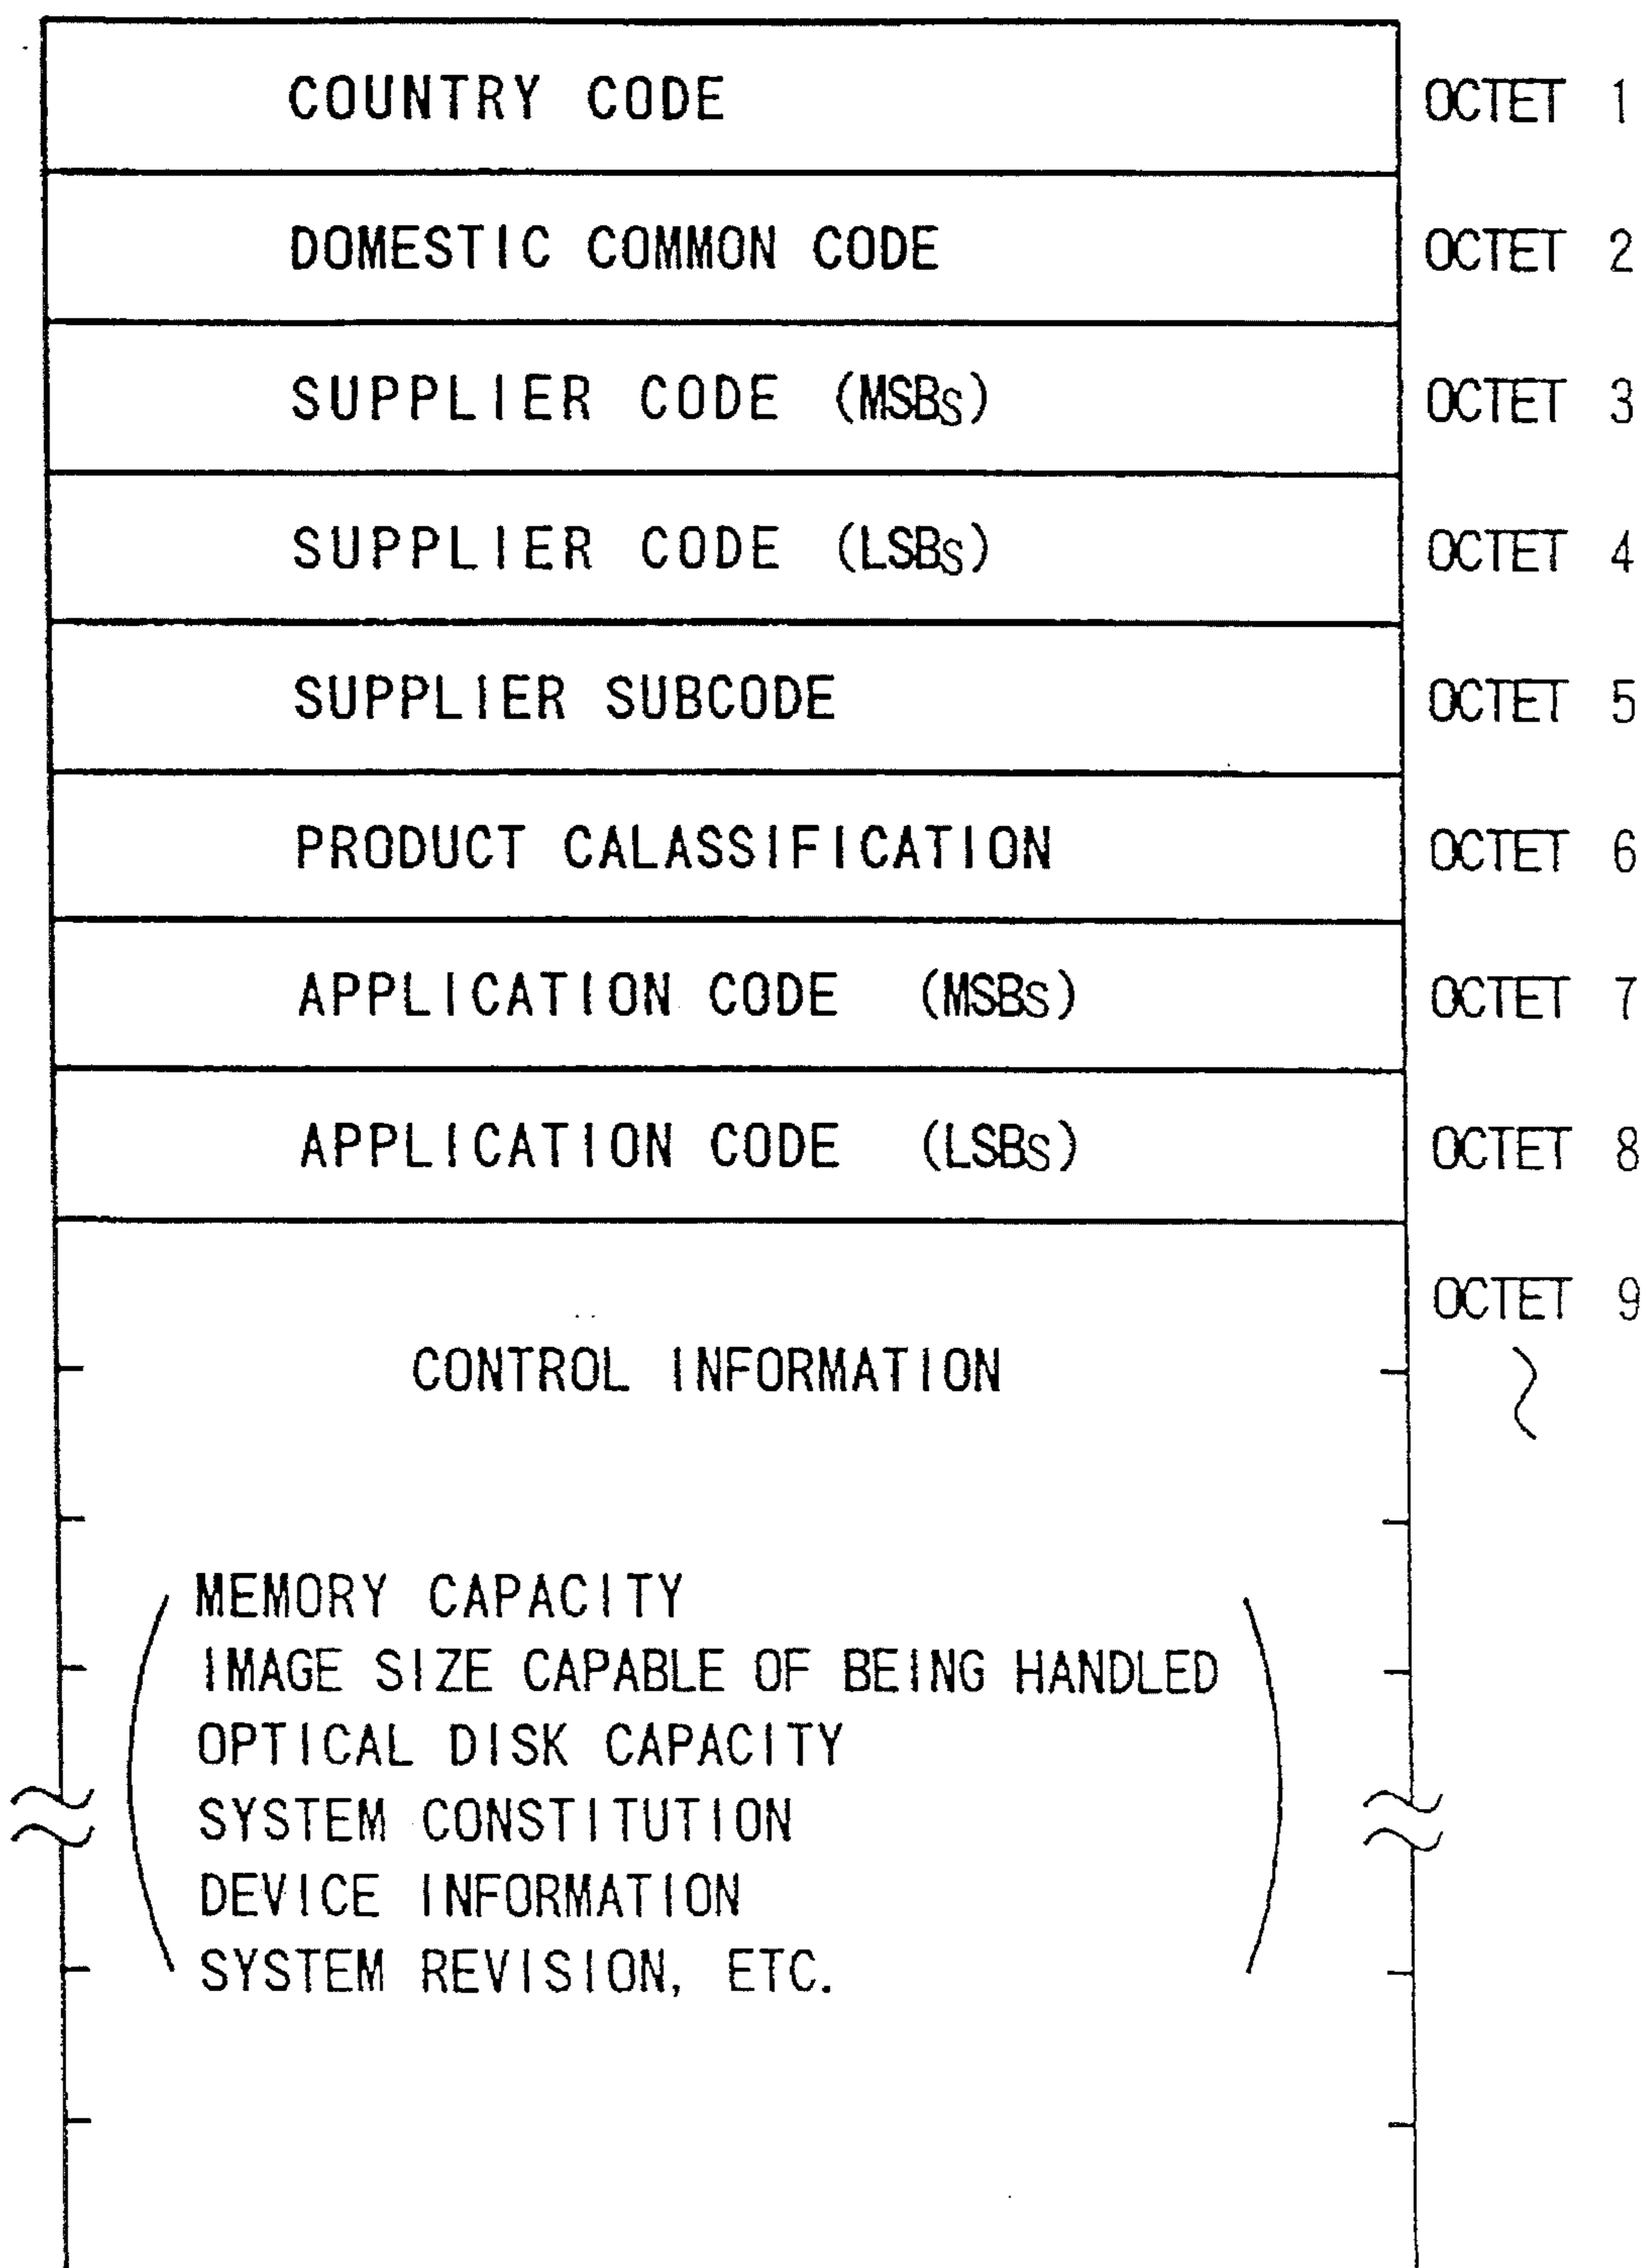 COUNTRY CODE OCTET 1
DOMESTIC COMMON CODE OCTET 2
SUPPLIER CODE (MSBs) OCTET 3
SUPPLIER CODE (LSBs) OCTET 4
SUPPLIER SUBCODE OCTET 5
PRODUCT CALASSIFICATION OCTET 6
APPLICATION CODE (MSBs) OCTET 7
APPLICATION CODE (LSBs) OCTET 8
OCTET 9
CONTROL INFORMATION
MEMORY CAPACITY
IMAGE SIZE CAPABLE OF BEING HANDLED
OPTICAL DISK CAPACITY
SYSTEM CONSTITUTION
DEVICE INFORMATION
SYSTEM REVISION, ETC.